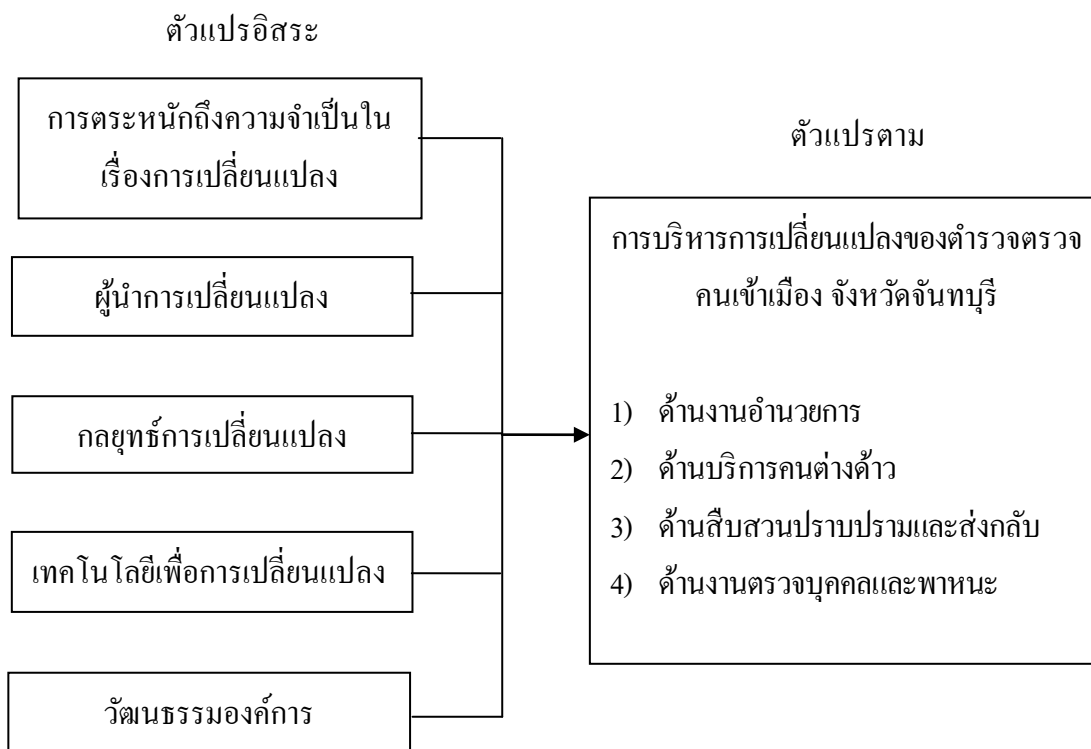 ตัวแปรอิสระ
การตระหนักถึงความจำเป็นใน
เรื่องการเปลี่ยนแปลง
ผู้นำการเปลี่ยนแปลง
กลยุทธ์การเปลี่ยนแปลง
เทคโนโลยีเพื่อการเปลี่ยนแปลง
วัฒนธรรมองค์การ
ตัวแปรตาม
การบริหารการเปลี่ยนแปลงของตำรวจตรวจ
คนเข้าเมือง จังหวัดจันทบุรี
1) ด้านงานอำนวยการ
2) ด้านบริการคนต่างด้าว
3) ด้านสืบสวนปราบปรามและส่งกลับ
4) ด้านงานตรวจบุคคลและพาหนะ